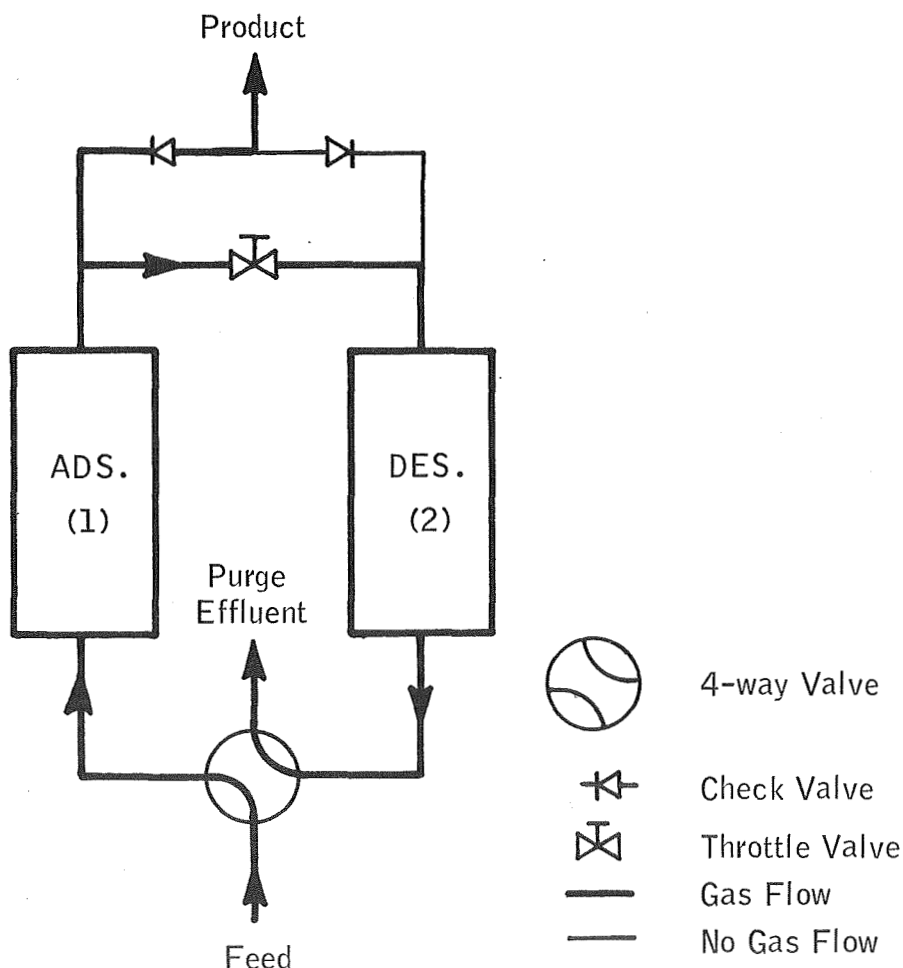 Product
ADS.
(1)
DES.
(2)
Purge
Effluent
Feed
4-way Valve
Check Valve
Throttle Valve
Gas Flow
No Gas Flow